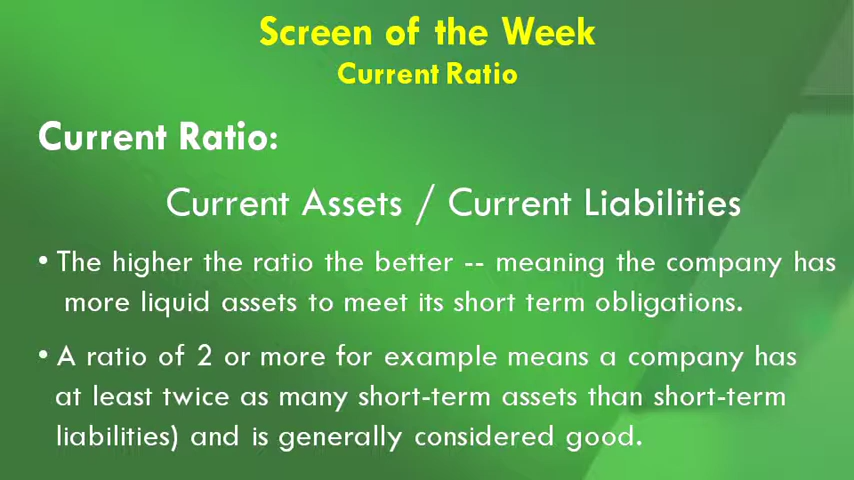 Screen of the Week
Current Ratio
Current Ratio:
Current Assets / Current Liabilities
• The higher the ratio the better -- meaning the company has
more liquid assets to meet its short term obligations.
• A ratio of 2 or more for example means a company has
at least twice as many short-term assets than short-term
liabilities) and is generally considered good.